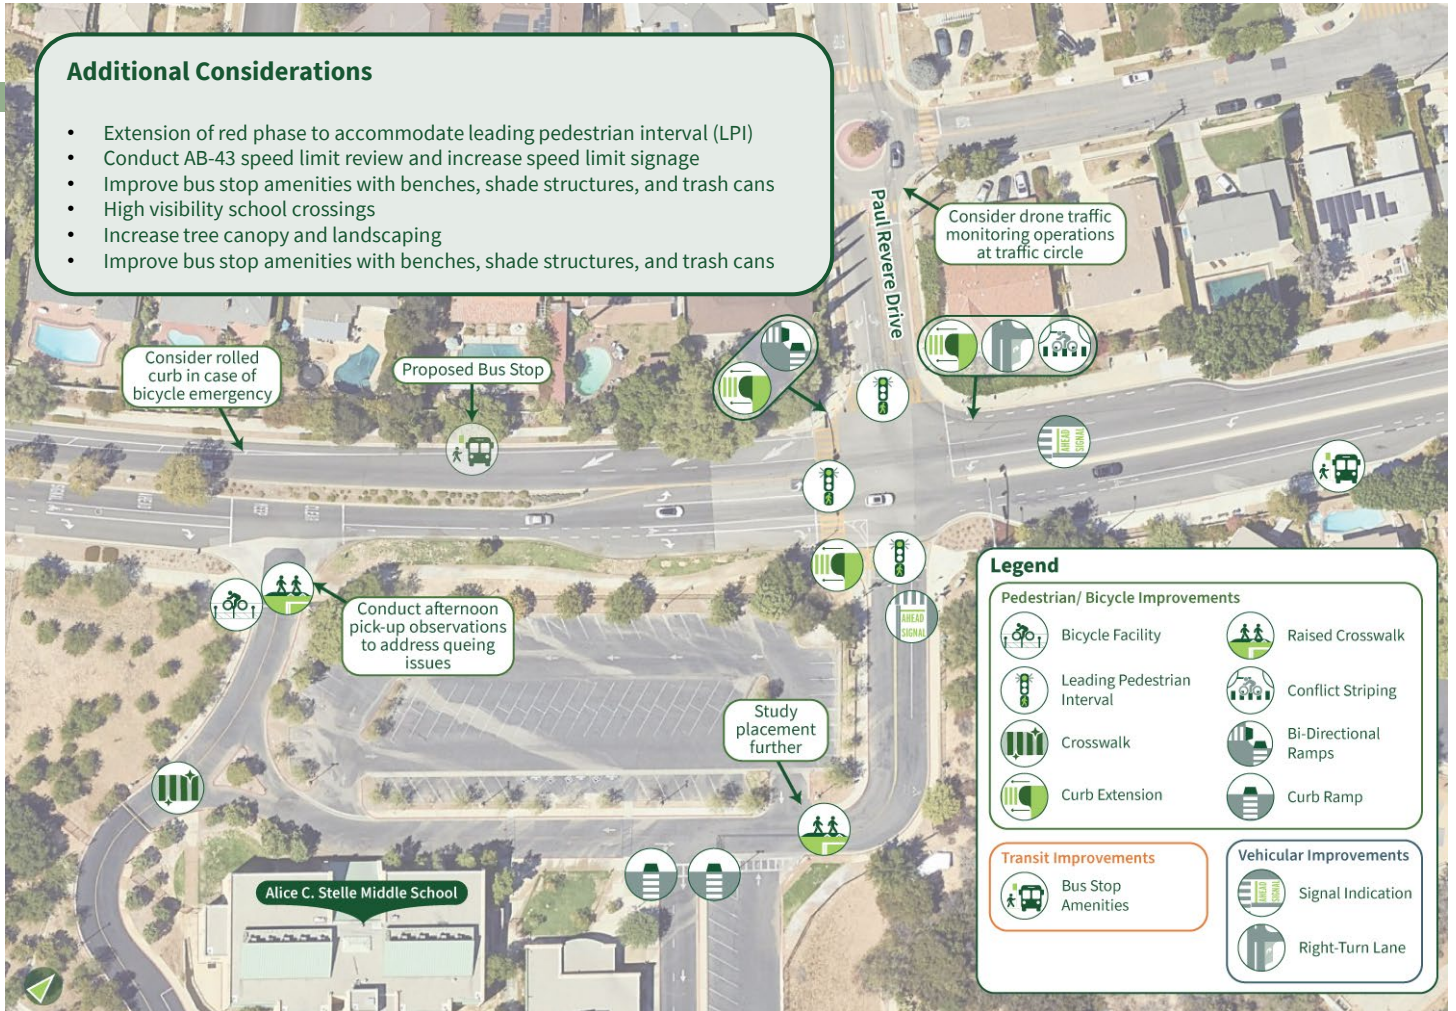 Additional Considerations
• Extension of red phase to accommodate leading pedestrian interval (LPI)
• Conduct AB-43 speed limit review and increase speed limit signage
• Improve bus stop amenities with benches, shade structures, and trash cans
• High visibility school crossings
• Increase tree canopy and landscaping
• Improve bus stop amenities with benches, shade structures, and trash cans
Paul Revere Drive
Consider drone traffic
monitoring operations
at traffic circle
Consider rolled
curb in case of
bicycle emergency
Proposed Bus Stop
AHEAD
SIGNAL
KEEP
CLEAR
Conduct afternoon
pick-up observations
to address queing
issues
AHEAD
SIGNAL
Study
placement
further
Alice C. Stelle Middle School
Legend
Pedestrian/ Bicycle Improvements
Bicycle Facility
Raised Crosswalk
Leading Pedestrian
Interval
Conflict Striping
Crosswalk
Bi-Directional
Ramps
Curb Extension
Curb Ramp
Transit Improvements
Bus Stop
Amenities
Vehicular Improvements
AHEAD
SIGNAL
Signal Indication
Right-Turn Lane